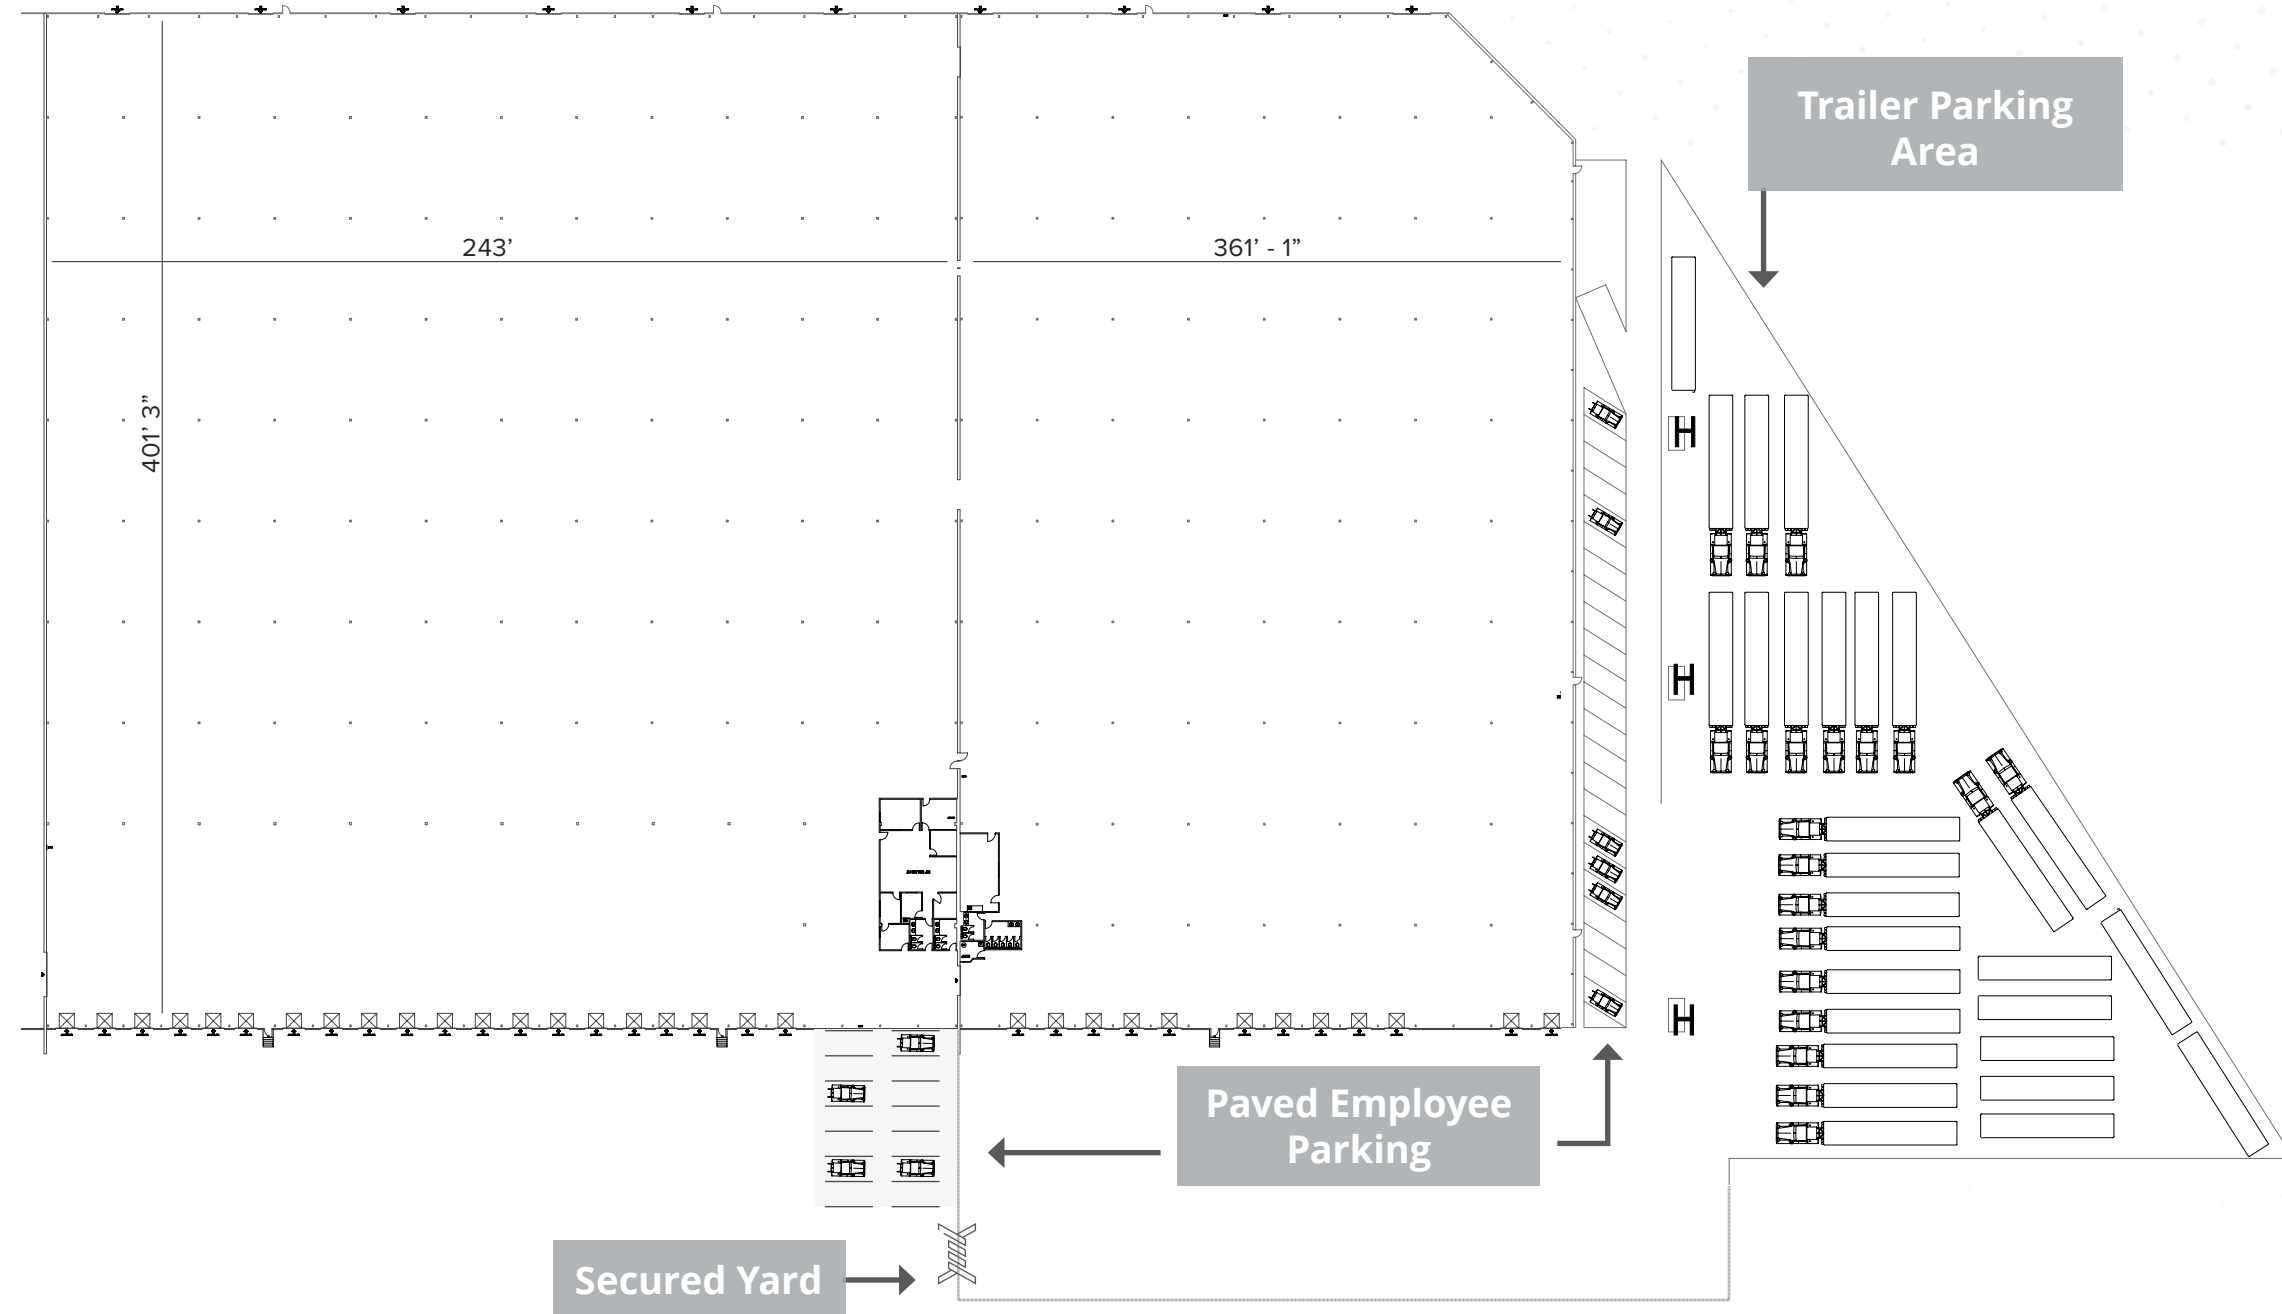 Trailer Parking
Area
243’
361’ - 1”
401’ 3”
H
H
H
Paved Employee
Parking
Secured Yard